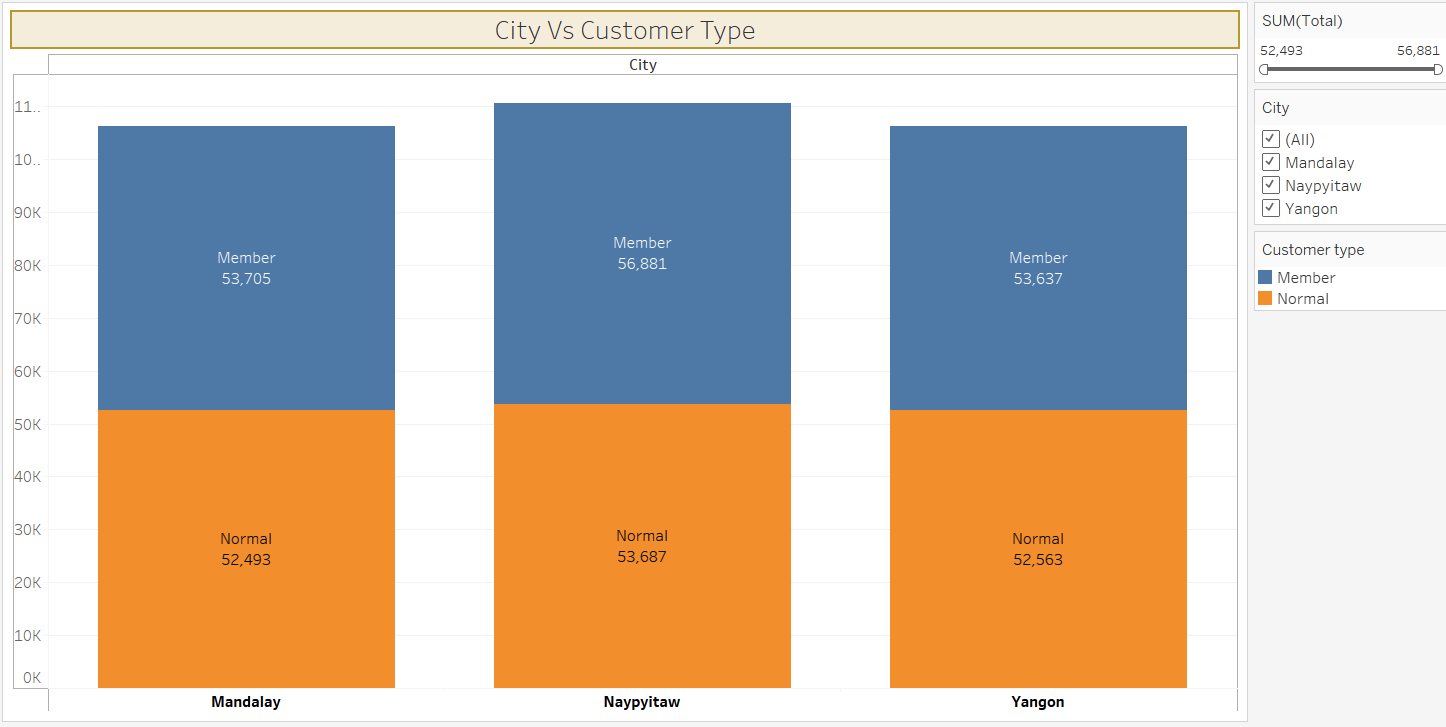 City Vs Customer Type
City
11..
10..
90K
80K
70K
60K
50K
40K
30K
20K
10K
0K
Member
53,705
Normal
52,493
Member
56,881
Normal
53,687
Member
53,637
Normal
52,563
Mandalay
Naypyitaw
Yangon
SUM(Total)
52,493 56,881
City
(All)
Mandalay
Naypyitaw
Yangon
Customer type
Member
Normal